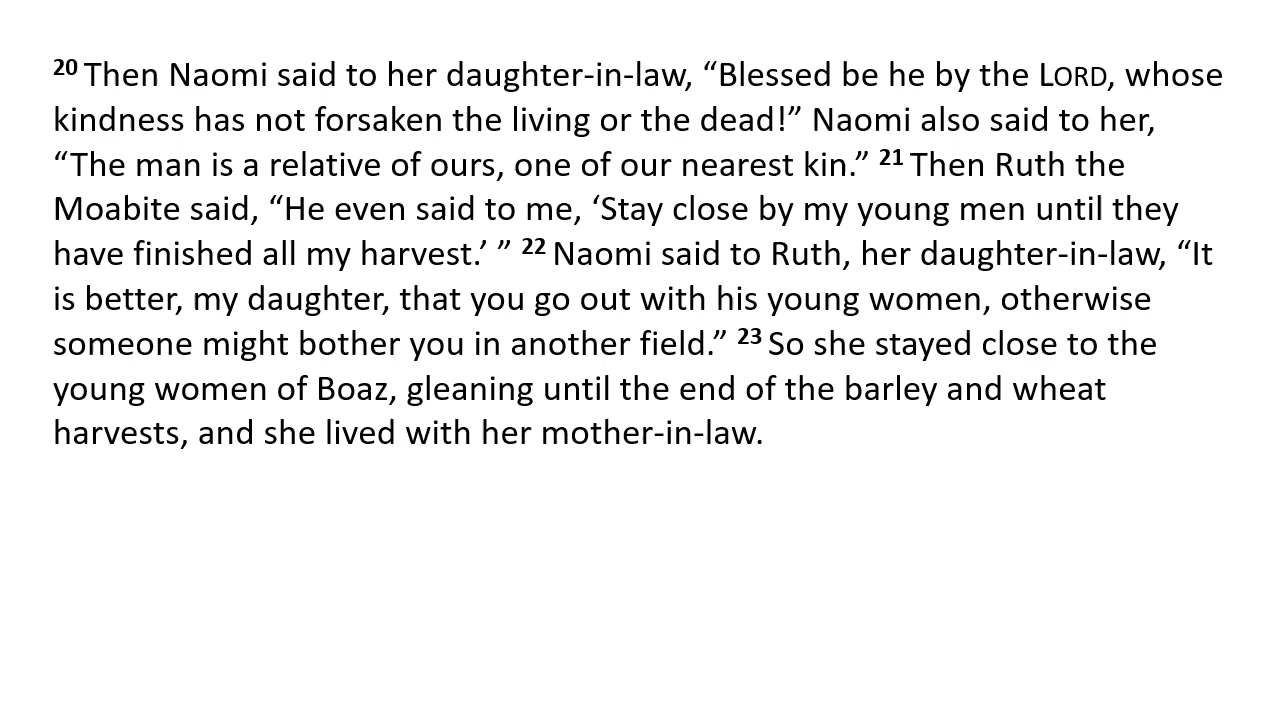 20 Then Naomi said to her daughter-in-law, “Blessed be he by the LORD, whose
kindness has not forsaken the living or the dead!” Naomi also said to her,
“The man is a relative of ours, one of our nearest kin.” 21 Then Ruth the
Moabite said, “He even said to me, ‘Stay close by my young men until they
have finished all my harvest.’ ” 22 Naomi said to Ruth, her daughter-in-law, “It
is better, my daughter, that you go out with his young women, otherwise
someone might bother you in another field.” 23 So she stayed close to the
young women of Boaz, gleaning until the end of the barley and wheat
harvests, and she lived with her mother-in-law.